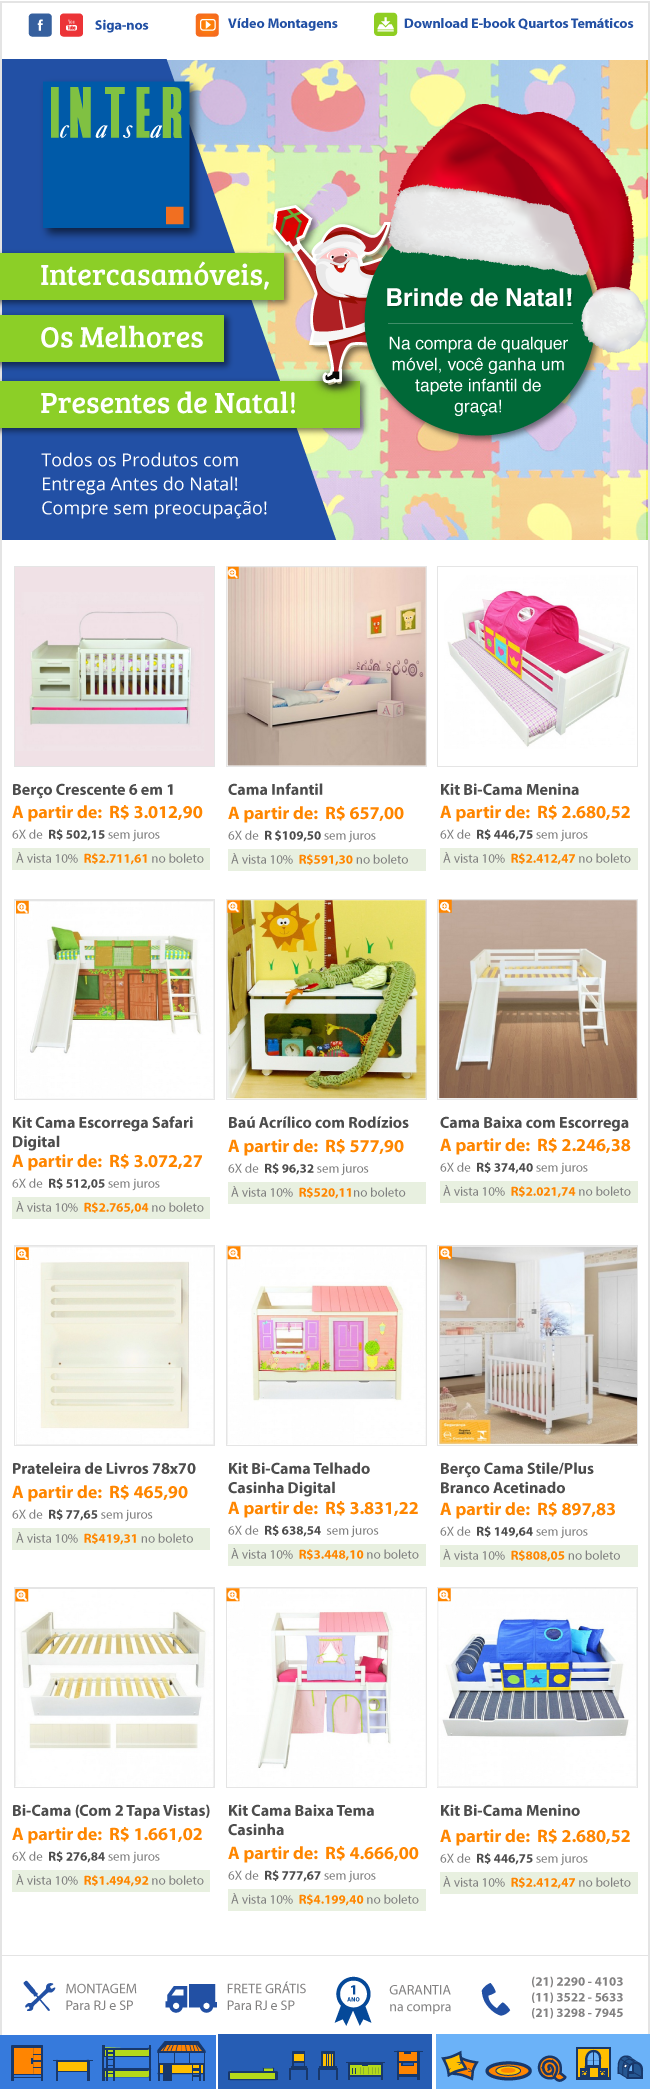 Siga-nos
Vídeo Montagens
Download E-book Quartos Temáticos
INTER
casa
Intercasamóveis,
Os Melhores
Presentes de Natal!
Todos os Produtos com
Entrega Antes do Natal!
Compre sem preocupação!
Brinde de Natal!
Na compra de qualquer
móvel, você ganha um
tapete infantil de
graça!
Berço Crescente 6 em 1
A partir de: R$ 3.012,90
6X de R$ 502,15 sem juros
À vista 10% R$2.711,61 no boleto
Cama Infantil
A partir de: R$ 657,00
6X de R $109,50 sem juros
À vista 10% R$591,30 no boleto
Kit Bi-Cama Menina
A partir de: R$ 2.680,52
6X de R$ 446,75 sem juros
À vista 10% R$2.412,47 no boleto
Kit Cama Escorrega Safari
Digital
A partir de: R$ 3.072,27
6X de R$ 512,05 sem juros
À vista 10% R$2.765,04 no boleto
Baú Acrílico com Rodízios
A partir de: R$ 577,90
6X de R$ 96,32 sem juros
À vista 10% R$520,11no boleto
Cama Baixa com Escorrega
A partir de: R$ 2.246,38
6X de R$ 374,40 sem juros
À vista 10% R$2.021,74 no boleto
Prateleira de Livros 78x70
A partir de: R$ 465,90
6X de R$ 77,65 sem juros
À vista 10% R$419,31 no boleto
Kit Bi-Cama Telhado
Casinha Digital
A partir de: R$ 3.831,22
6X de R$ 638,54 sem juros
À vista 10% R$3.448,10 no boleto
Berço Cama Stile/Plus
Branco Acetinado
A partir de: R$ 897,83
6X de R$ 149,64 sem juros
À vista 10% R$808,05 no boleto
Bi-Cama (Com 2 Tapa Vistas)
A partir de: R$ 1.661,02
6X de R$ 276,84 sem juros
À vista 10% R$1.494,92 no boleto
Kit Cama Baixa Tema
Casinha
A partir de: R$ 4.666,00
6X de R$ 777,67 sem juros
À vista 10% R$4.199,40 no boleto
Kit Bi-Cama Menino
A partir de: R$ 2.680,52
6X de R$ 446,75 sem juros
À vista 10% R$2.412,47 no boleto
MONTAGEM
Para RJ e SP
FRETE GRÁTIS
Para RJ e SP
1
ANO
GARANTIA
na compra
(21) 2290 - 4103
(11) 3522 - 5633
(21) 3298 - 7945